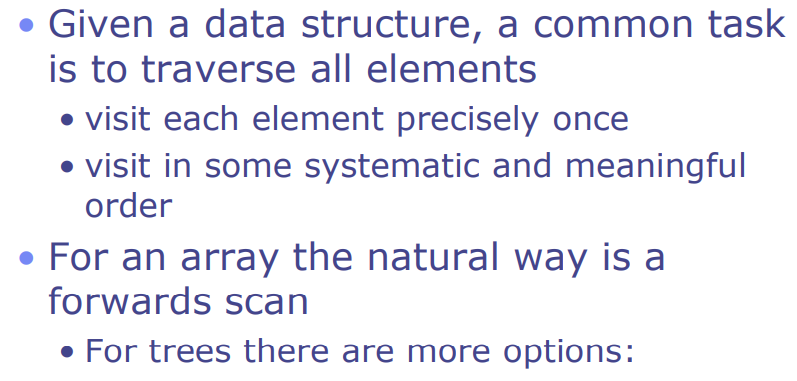 • Given a data structure, a common task
is to traverse all elements
• visit each element precisely once
• visit in some systematic and meaningful
order
• For an array the natural way is a
forwards scan
• For trees there are more options: